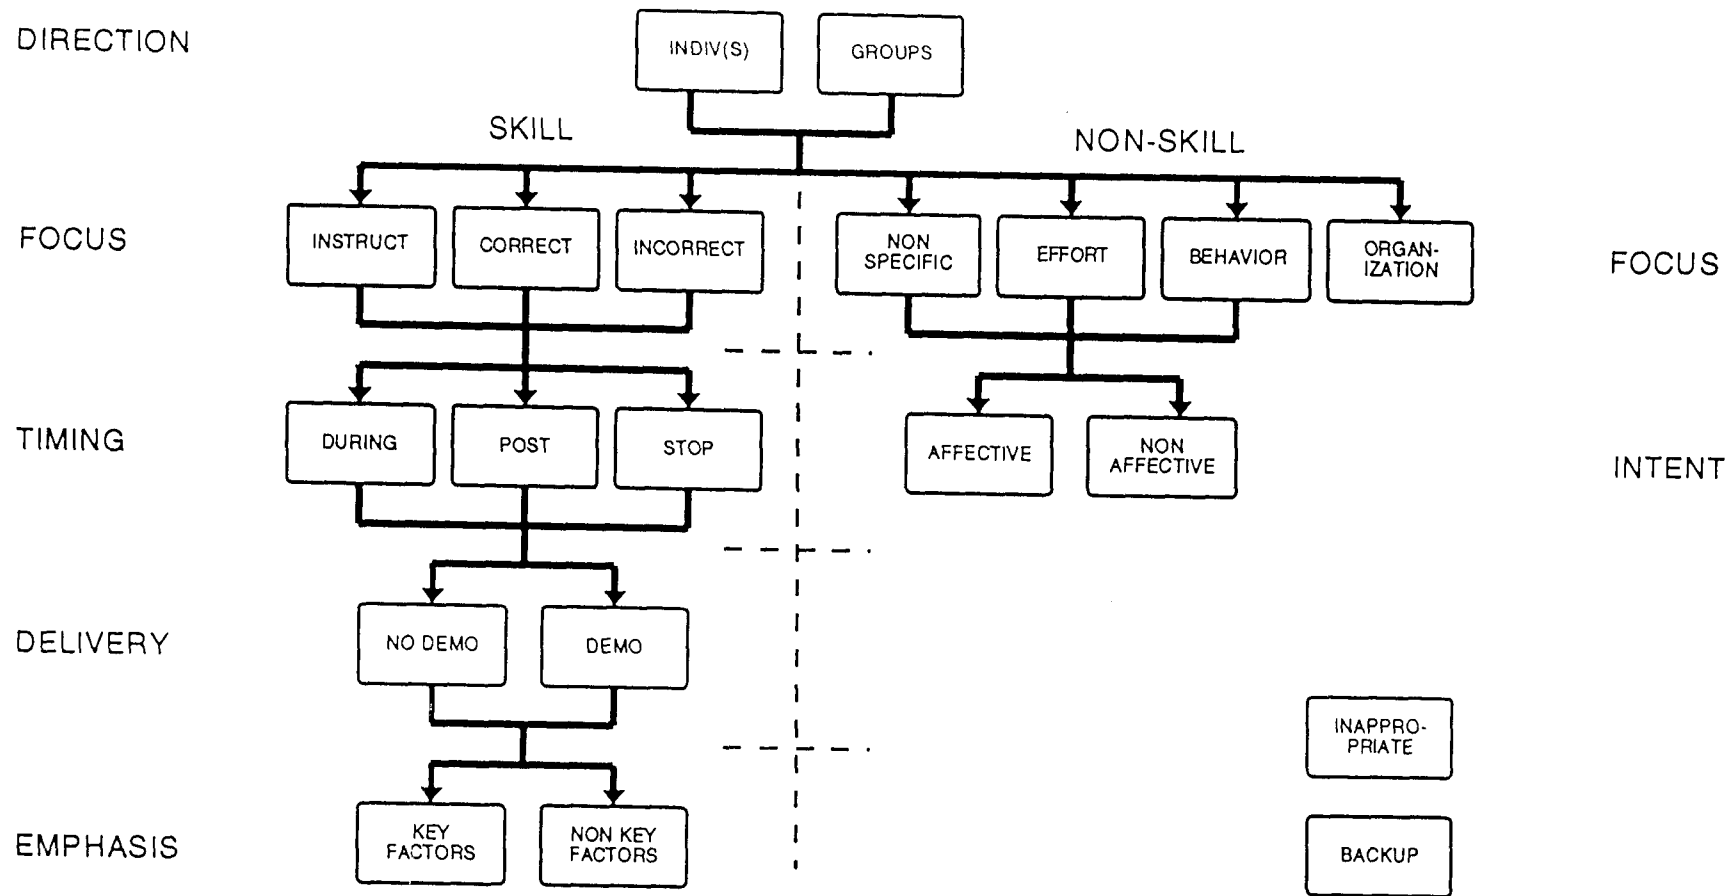 DIRECTION
INDIV(S)
GROUPS
SKILL
NON-SKILL
FOCUS
INSTRUCT
CORRECT
INCORRECT
NON
SPECIFIC
EFFORT
BEHAVIOR
ORGAN-
IZATION
FOCUS
TIMING
DURING
POST
STOP
AFFECTIVE
NON
AFFECTIVE
INTENT
DELIVERY
NO DEMO
DEMO
INAPPRO-
PRIATE
EMPHASIS
KEY
FACTORS
NON KEY
FACTORS
BACKUP